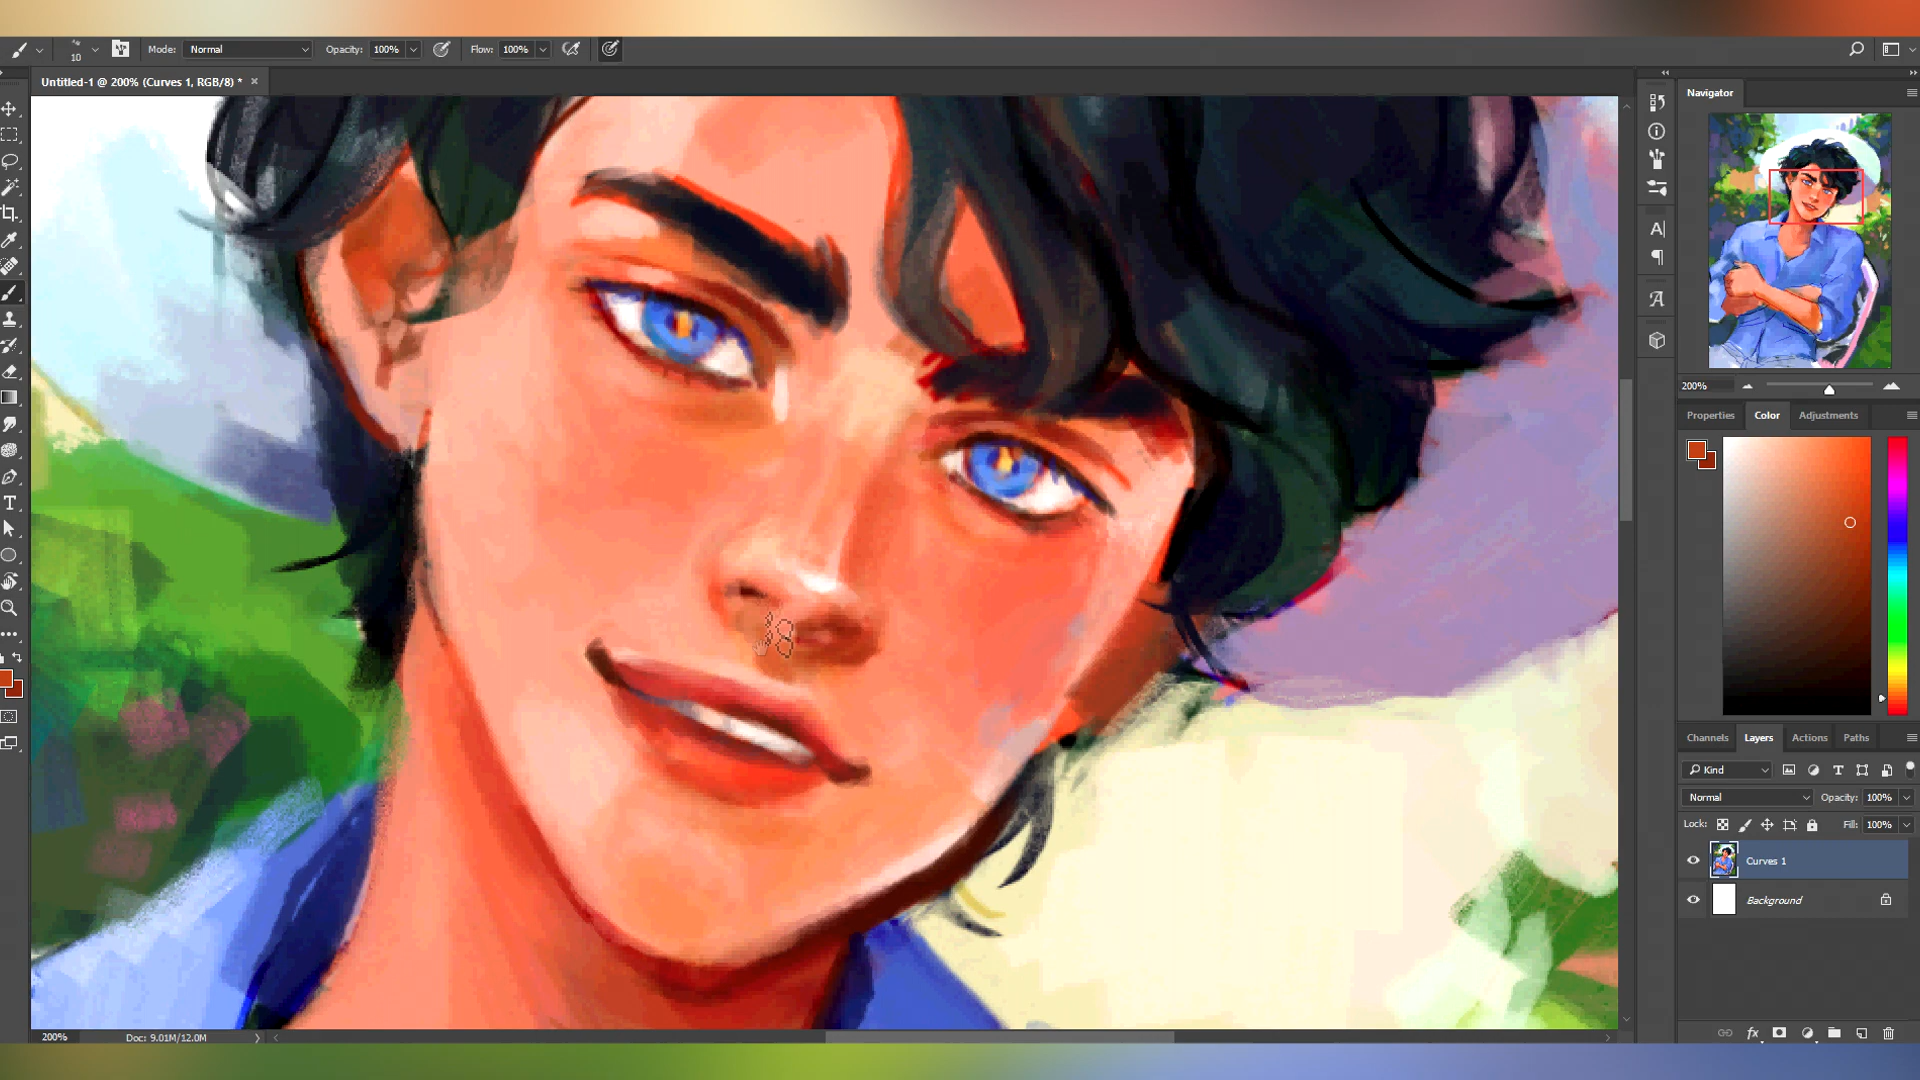 10
Mode: Normal
Opacity: 100%
Flow: 100%
Untitled-1 @ 200% (Curves 1, RGB/8) *
Navigator
200%
Properties
Color
Adjustments
Channels
Layers
Actions
Paths
Kind
Normal
Opacity: 100%
Lock:
Fill: 100%
Curves 1
Background
200%
Doc: 9.01M/12.0M